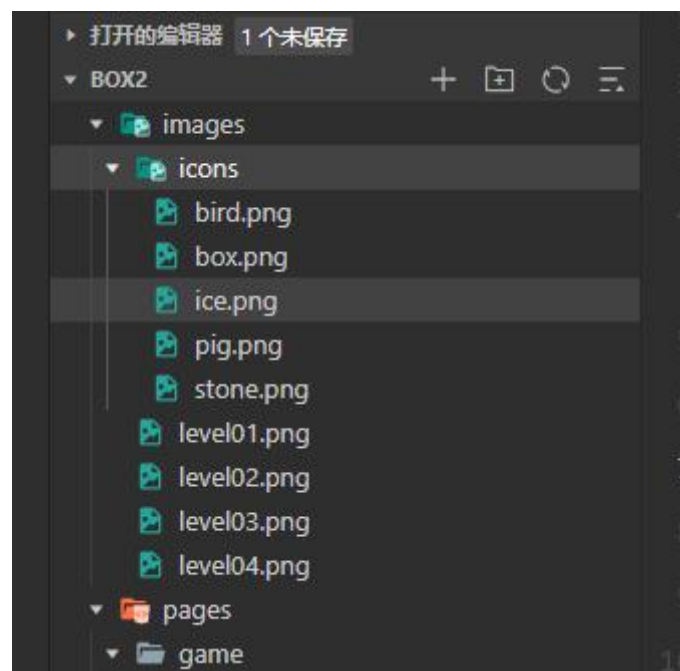 打开的编辑器 1 个未保存
BOX2
images
icons
bird.png
box.png
ice.png
pig.png
stone.png
level01.png
level02.png
level03.png
level04.png
pages
game